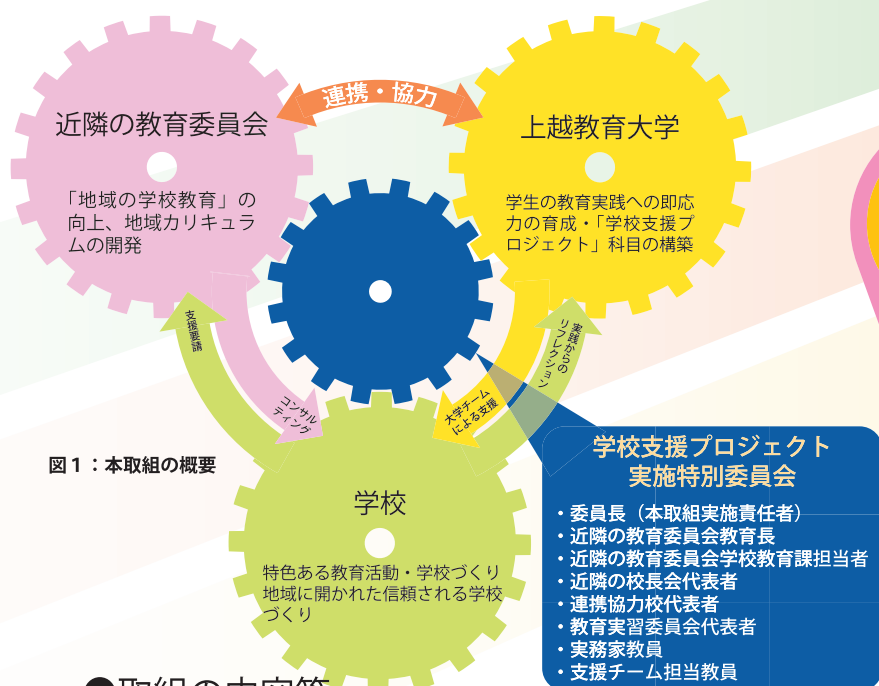 連携・協力
近隣の教育委員会
「地域の学校教育」の
向上、地域カリキュラ
ムの開発
上越教育大学
学生の教育実践への即応
力の育成・「学校支援プ
ロジェクト」科目の構築
支援要請
コンサル
ティング
大学チーム
による支援
実践からの
リフレクション
学校
特色ある教育活動・学校づくり
地域に開かれた信頼される学校
づくり
図1：本取組の概要
学校支援プロジェクト
実施特別委員会
・委員長（本取組実施責任者）
・近隣の教育委員会教育長
・近隣の教育委員会学校教育課担当者
・近隣の校長会代表者
・連携協力校代表者
・教育実習委員会代表者
・実務家教員
・支援チーム担当教員
●取組の内容等